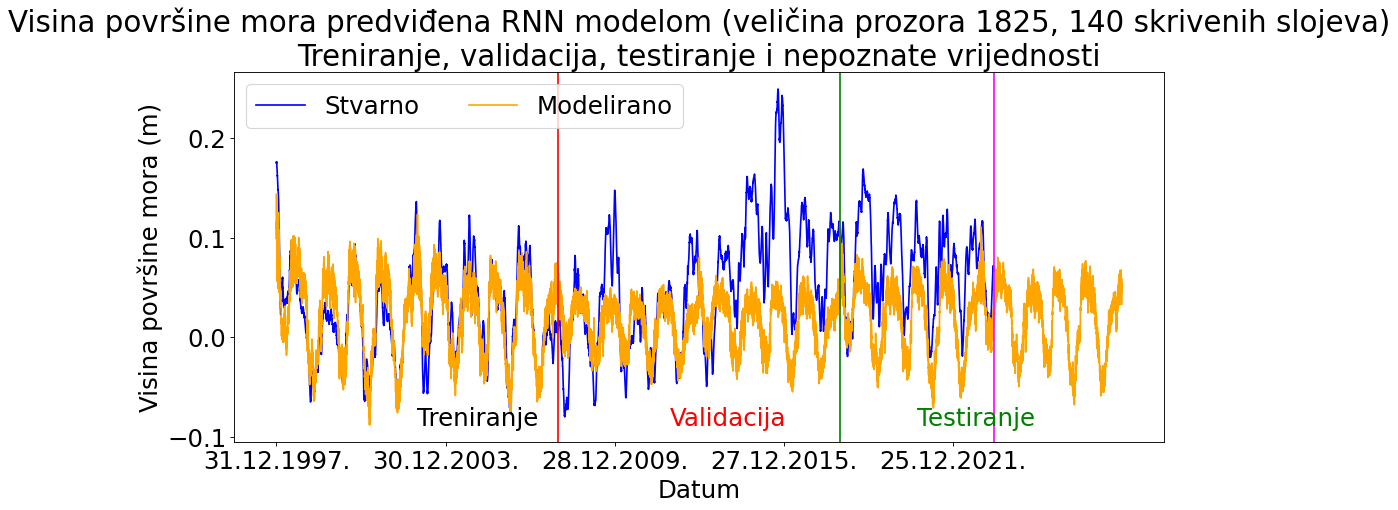 Visina površine mora predviđena RNN modelom (veličina prozora 1825, 140 skrivenih slojeva)
Treniranje, validacija, testiranje i nepoznate vrijednosti
Stvarno Modelirano
Visina površine mora (m)
0.2
0.1
0.0
−0.1
Treniranje Validacija Testiranje
31.12.1997. 30.12.2003. 28.12.2009. 27.12.2015. 25.12.2021.
Datum